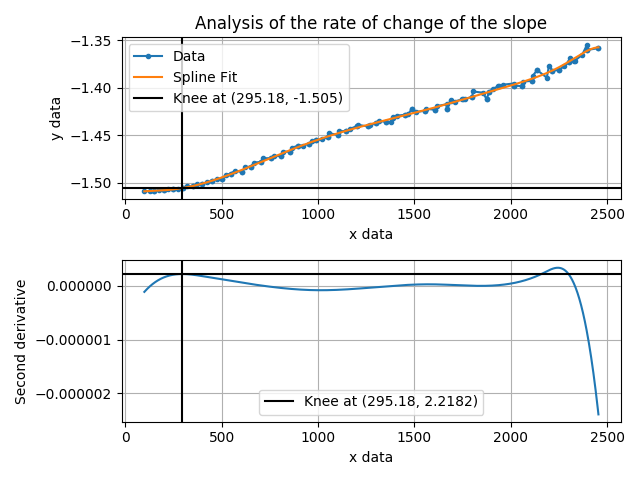 Analysis of the rate of change of the slope
−1.35
−1.40
−1.45
−1.50
y data
Data
Spline Fit
Knee at (295.18, -1.505)
0 500 1000 1500 2000 2500
x data
0.000000
−0.000001
−0.000002
Second derivative
Knee at (295.18, 2.2182)
0 500 1000 1500 2000 2500
x data